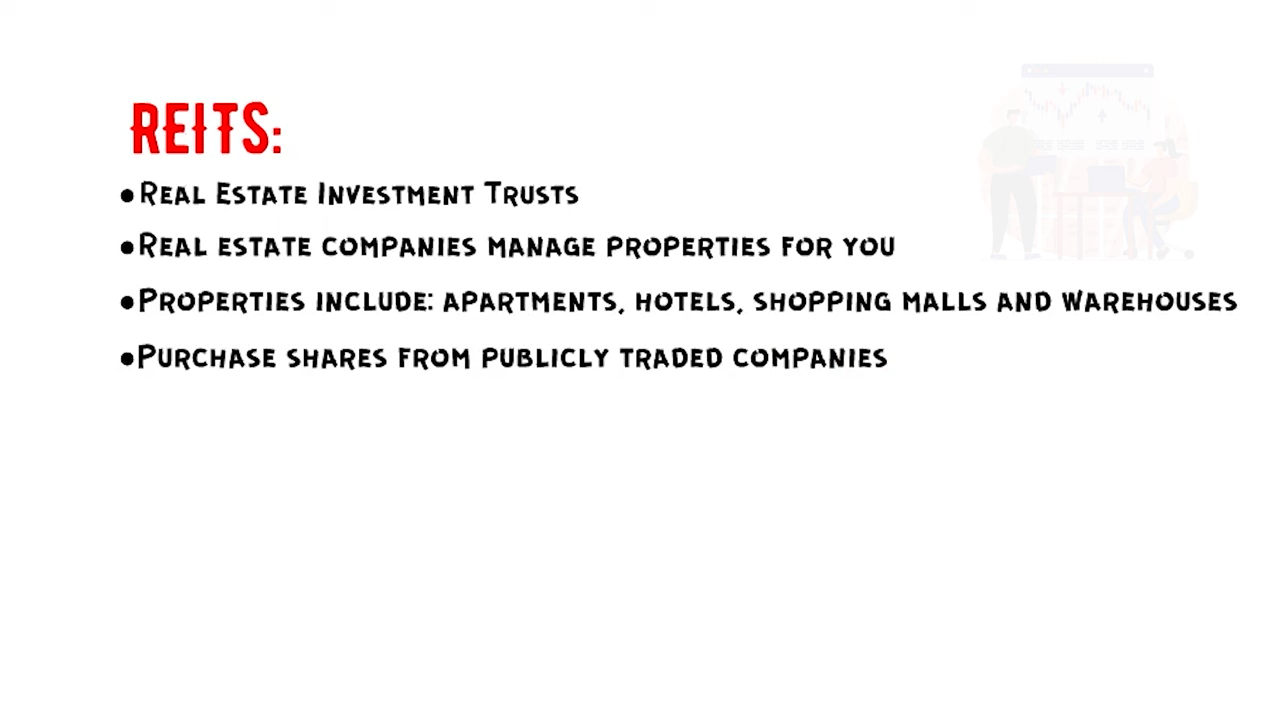 REITS:
•Real Estate Investment Trusts
•Real estate companies manage properties for you
•Properties include: apartments, hotels, shopping malls and warehouses
•Purchase shares from publicly traded companies